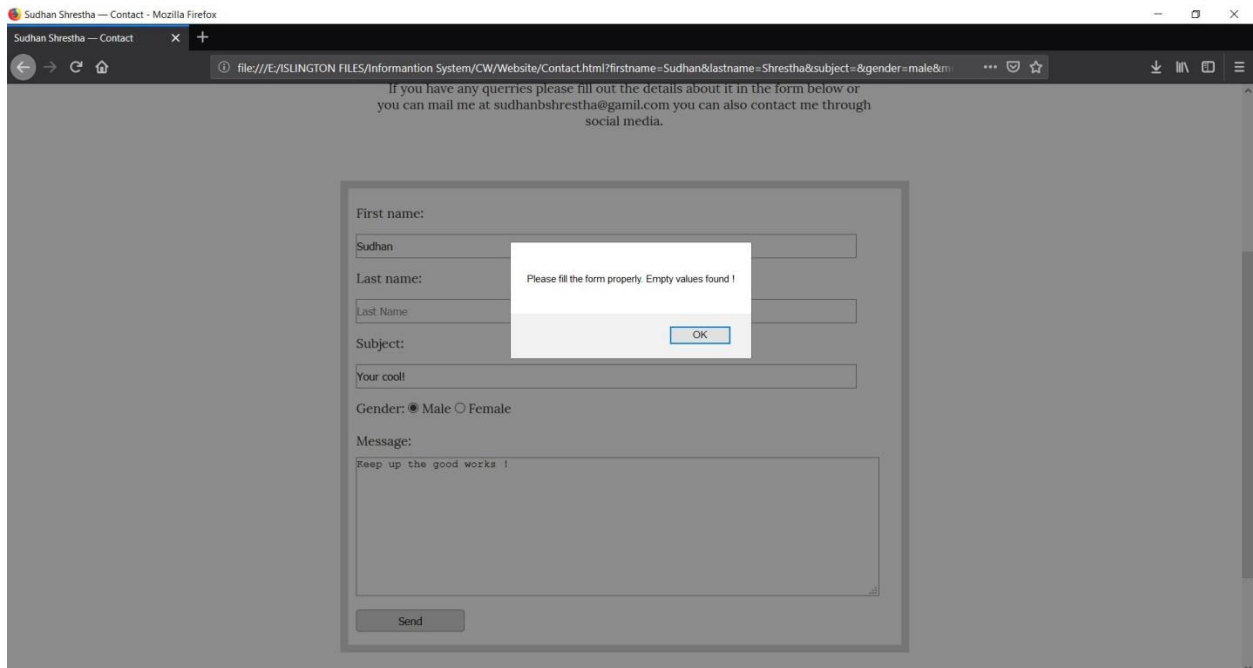 Sudhan Shrestha — Contact - Mozilla Firefox
Sudhan Shrestha — Contact
file:///E:/ISLINGTON FILES/Informantion System/CW/Website/Contact.html?firstname=Sudhan&lastname=Shrestha&subject=&gender=male&m
If you have any querries please fill out the details about it in the form below or
you can mail me at sudhanbshrestha@gamil.com you can also contact me through
social media.
First name:
Sudhan
Last name:
Last Name
Please fill the form properly. Empty values found !
OK
Subject:
Your cool!
Gender: Male Female
Message:
Keep up the good works !
Send